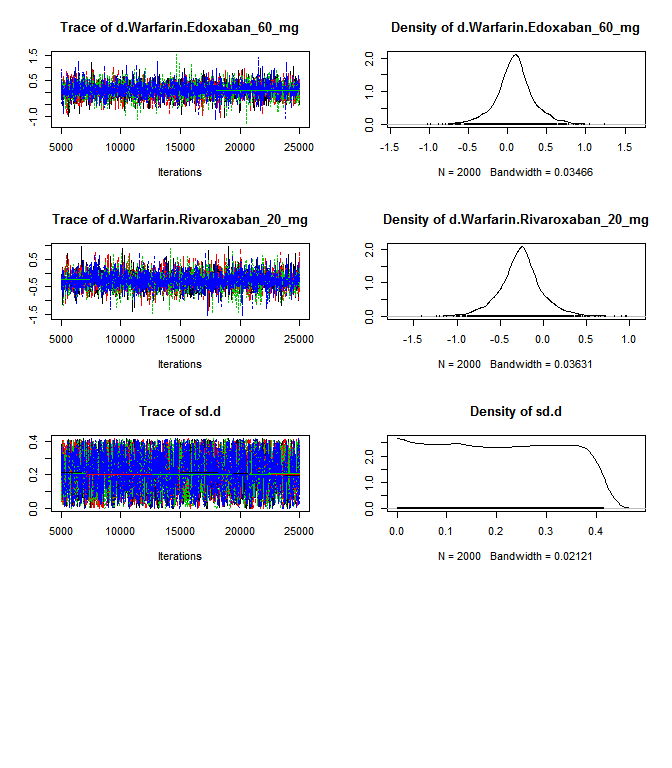 Trace of d.Warfarin.Edoxaban_60_mg
-1.0 0.5 1.5
5000 10000 15000 20000 25000
Iterations
Density of d.Warfarin.Edoxaban_60_mg
0.0 1.0 2.0
-1.5 -1.0 -0.5 0.0 0.5 1.0 1.5
N = 2000 Bandwidth = 0.03466
Trace of d.Warfarin.Rivaroxaban_20_mg
-1.5 -0.5 0.5
5000 10000 15000 20000 25000
Iterations
Density of d.Warfarin.Rivaroxaban_20_mg
0.0 1.0 2.0
-1.5 -1.0 -0.5 0.0 0.5 1.0
N = 2000 Bandwidth = 0.03631
Trace of sd.d
0.0 0.2 0.4
5000 10000 15000 20000 25000
Iterations
Density of sd.d
0.0 1.0 2.0
0.0 0.1 0.2 0.3 0.4
N = 2000 Bandwidth = 0.02121